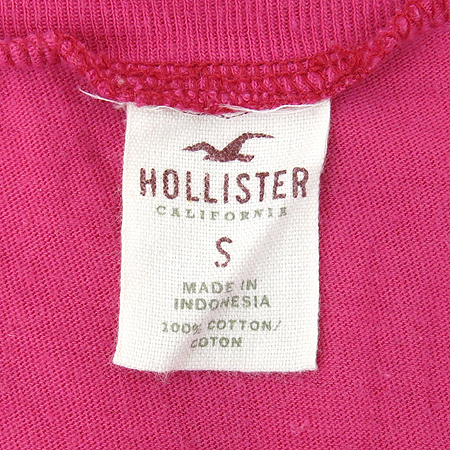 HOLLISTER
CALIFORNIA
S
MADE IN
INDONESIA
100% COTTON/
COTON